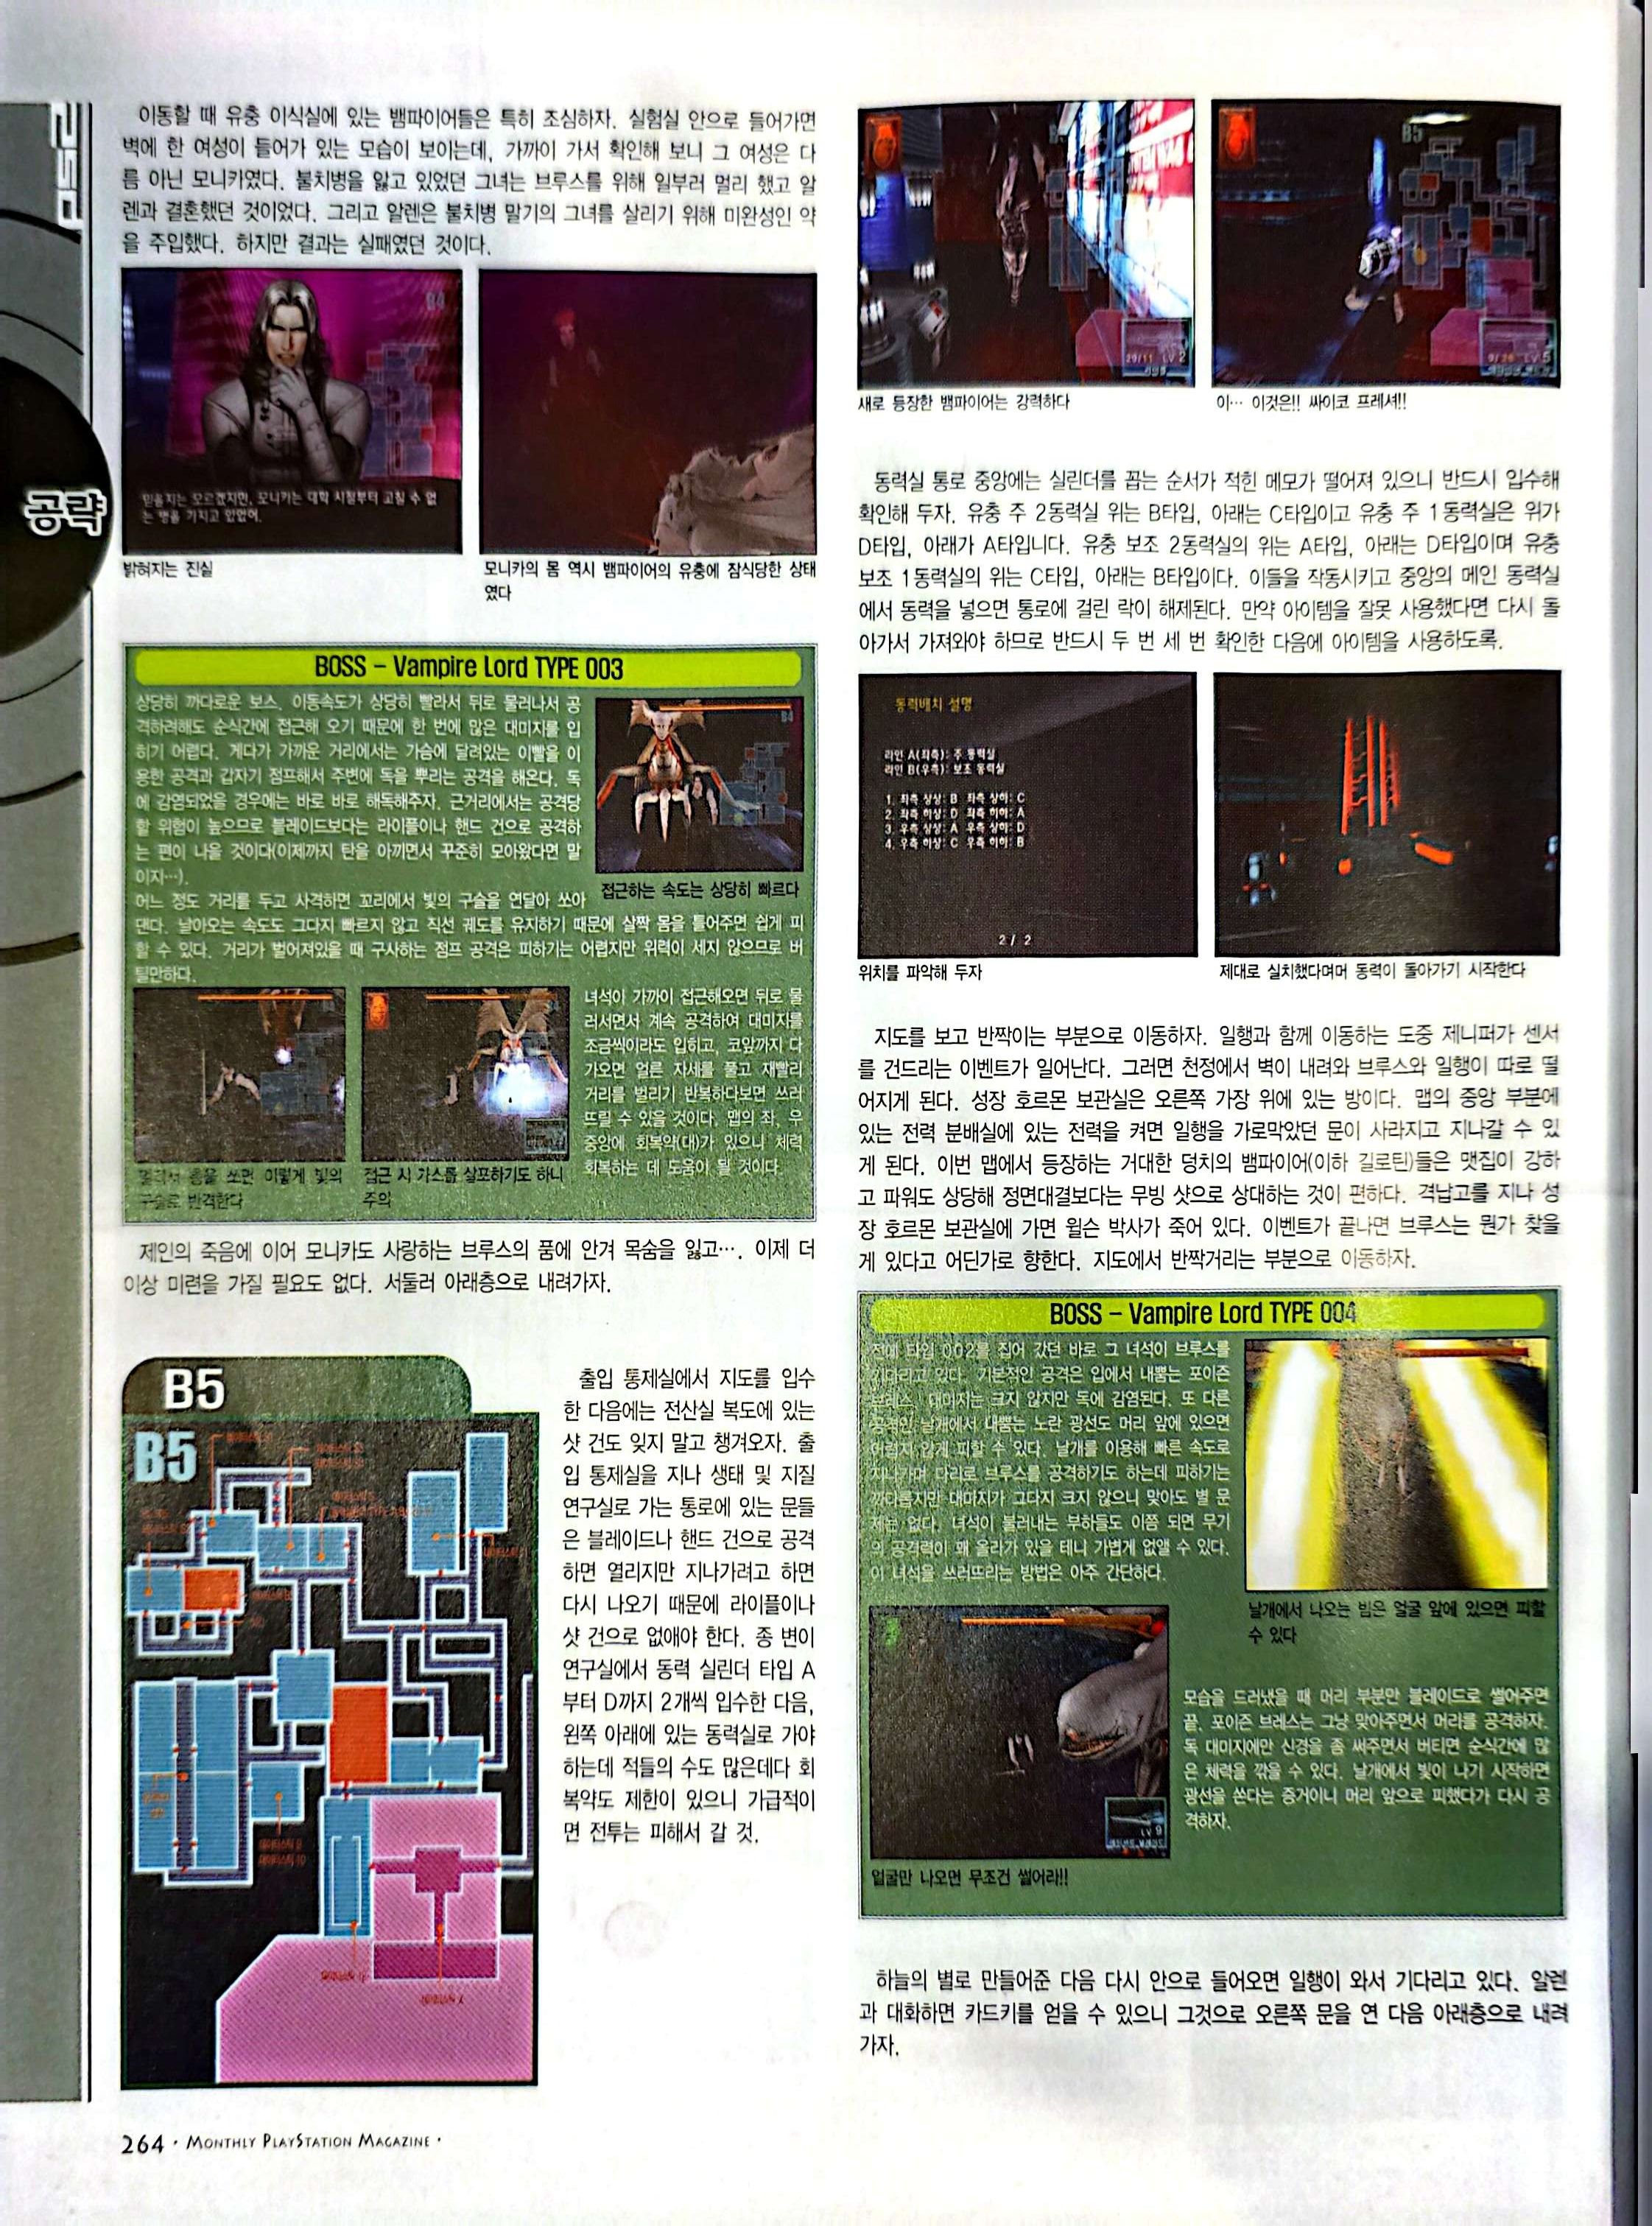 PS2
공략
이동할 때 유충 이식실에 있는 뱀파이어들은 특히 조심하자. 실험실 안으로 들어가면
벽에 한 여성이 들어가 있는 모습이 보이는데, 가까이 가서 확인해 보니 그 여성은 다
름 아닌 모니카였다. 불치병을 앓고 있었던 그녀는 브루스를 위해 일부러 멀리 했고 알
렌과 결혼했던 것이었다. 그리고 알렌은 불치병 말기의 그녀를 살리기 위해 미완성인 약
을 주입했다. 하지만 결과는 실패였던 것이다.
B4
믿을지는 모르겠지만, 모니카는 대학 시절부터 고칠 수 없
는 병을 가지고 있었어.
밝혀지는 진실
모니카의 몸 역시 뱀파이어의 유충에 잠식당한 상태
였다
BOSS - Vampire Lord TYPE 003
상당히 까다로운 보스. 이동속도가 상당히 빨라서 뒤로 물러나서 공
격하려해도 순식간에 접근해 오기 때문에 한 번에 많은 대미지를 입
히기 어렵다. 게다가 가까운 거리에서는 가슴에 달려있는 이빨을 이
용한 공격과 갑자기 점프해서 주변에 독을 뿌리는 공격을 해온다. 독
에 감염되었을 경우에는 바로 바로 해독해주자. 근거리에서는 공격당
할 위험이 높으므로 블레이드보다는 라이플이나 핸드 건으로 공격하
는 편이 나을 것이다(이제까지 탄을 아끼면서 꾸준히 모아왔다면 말
이지…).
접근하는 속도는 상당히 빠르다
어느 정도 거리를 두고 사격하면 꼬리에서 빛의 구슬을 연달아 쏘아
댄다. 날아오는 속도도 그다지 빠르지 않고 직선 궤도를 유지하기 때문에 살짝 몸을 틀어주면 쉽게 피
할 수 있다. 거리가 벌어져있을 때 구사하는 점프 공격은 피하기는 어렵지만 위력이 세지 않으므로 버
틸만하다.
멀리서 총을 쏘면 이렇게 빛의
구슬로 반격한다
접근 시 가스를 살포하기도 하니
주의
녀석이 가까이 접근해오면 뒤로 물
러서면서 계속 공격하여 대미지를
조금씩이라도 입히고, 코앞까지 다
가오면 얼른 자세를 풀고 재빨리
거리를 벌리기 반복하다보면 쓰러
뜨릴 수 있을 것이다. 맵의 좌, 우
중앙에 회복약(대)가 있으니 체력
회복하는 데 도움이 될 것이다.
제인의 죽음에 이어 모니카도 사랑하는 브루스의 품에 안겨 목숨을 잃고…. 이제 더
이상 미련을 가질 필요도 없다. 서둘러 아래층으로 내려가자.
B5
B5
출입 통제실에서 지도를 입수
한 다음에는 전산실 복도에 있는
샷 건도 잊지 말고 챙겨오자. 출
입 통제실을 지나 생태 및 지질
연구실로 가는 통로에 있는 문들
은 블레이드나 핸드 건으로 공격
하면 열리지만 지나가려고 하면
다시 나오기 때문에 라이플이나
샷 건으로 없애야 한다. 종 변이
연구실에서 동력 실린더 타입 A
부터 D까지 2개씩 입수한 다음,
왼쪽 아래에 있는 동력실로 가야
하는데 적들의 수도 많은데다 회
복약도 제한이 있으니 가급적이
면 전투는 피해서 갈 것.
264 · MONTHLY PLAYSTATION MAGAZINE ·
29/11 LV 2
B5
LV 5
새로 등장한 뱀파이어는 강력하다
이… 이것은!! 싸이코 프레셔!!
동력실 통로 중앙에는 실린더를 꼽는 순서가 적힌 메모가 떨어져 있으니 반드시 입수해
확인해 두자. 유충 주 2동력실 위는 B타입, 아래는 C타입이고 유충 주 1동력실은 위가
D타입, 아래가 A타입니다. 유충 보조 2동력실의 위는 A타입, 아래는 D타입이며 유충
보조 1동력실의 위는 C타입, 아래는 B타입이다. 이들을 작동시키고 중앙의 메인 동력실
에서 동력을 넣으면 통로에 걸린 락이 해제된다. 만약 아이템을 잘못 사용했다면 다시 돌
아가서 가져와야 하므로 반드시 두 번 세 번 확인한 다음에 아이템을 사용하도록.
동력배치 설명
라인 A(좌측): 주 동력실
라인 B(우측): 보조 동력실
1. 좌측 상상: B 좌측 상하: C
2. 좌측 하상: D 좌측 하하: A
3. 우측 상상: A 우측 상하: D
4. 우측 하상: C 우측 하하: B
2 / 2
위치를 파악해 두자
제대로 실치했다며머 동력이 돌아가기 시작한다
지도를 보고 반짝이는 부분으로 이동하자. 일행과 함께 이동하는 도중 제니퍼가 센서
를 건드리는 이벤트가 일어난다. 그러면 천정에서 벽이 내려와 브루스와 일행이 따로 떨
어지게 된다. 성장 호르몬 보관실은 오른쪽 가장 위에 있는 방이다. 맵의 중앙 부분에
있는 전력 분배실에 있는 전력을 켜면 일행을 가로막았던 문이 사라지고 지나갈 수 있
게 된다. 이번 맵에서 등장하는 거대한 덩치의 뱀파이어(이하 길로틴)들은 맷집이 강하
고 파워도 상당해 정면대결보다는 무빙 샷으로 상대하는 것이 편하다. 격납고를 지나 성
장 호르몬 보관실에 가면 윌슨 박사가 죽어 있다. 이벤트가 끝나면 브루스는 뭔가 찾을
게 있다고 어딘가로 향한다. 지도에서 반짝거리는 부분으로 이동하자.
BOSS - Vampire Lord TYPE 004
전에 타입 002를 집어 갔던 바로 그 녀석이 브루스를
기다리고 있다. 기본적인 공격은 입에서 내뿜는 포이즌
브레스. 대미지는 크지 않지만 독에 감염된다. 또 다른
공격인 날개에서 내뿜는 노란 광선도 머리 앞에 있으면
어렵지 않게 피할 수 있다. 날개를 이용해 빠른 속도로
지나가며 다리로 브루스를 공격하기도 하는데 피하기는
까다롭지만 대미지가 그다지 크지 않으니 맞아도 별 문
제는 없다. 녀석이 불러내는 부하들도 이쯤 되면 무기
의 공격력이 꽤 올라가 있을 테니 가볍게 없앨 수 있다.
이 녀석을 쓰러뜨리는 방법은 아주 간단하다.
날개에서 나오는 빔은 얼굴 앞에 있으면 피할
수 있다
LV 9
얼굴만 나오면 무조건 썰어라!!
모습을 드러냈을 때 머리 부분만 블레이드로 썰어주면
끝. 포이즌 브레스는 그냥 맞아주면서 머리를 공격하자.
독 대미지에만 신경을 좀 써주면서 버티면 순식간에 많
은 체력을 깎을 수 있다. 날개에서 빛이 나기 시작하면
광선을 쏜다는 증거이니 머리 앞으로 피했다가 다시 공
격하자.
하늘의 별로 만들어준 다음 다시 안으로 들어오면 일행이 와서 기다리고 있다. 알렌
과 대화하면 카드키를 얻을 수 있으니 그것으로 오른쪽 문을 연 다음 아래층으로 내려
가자.